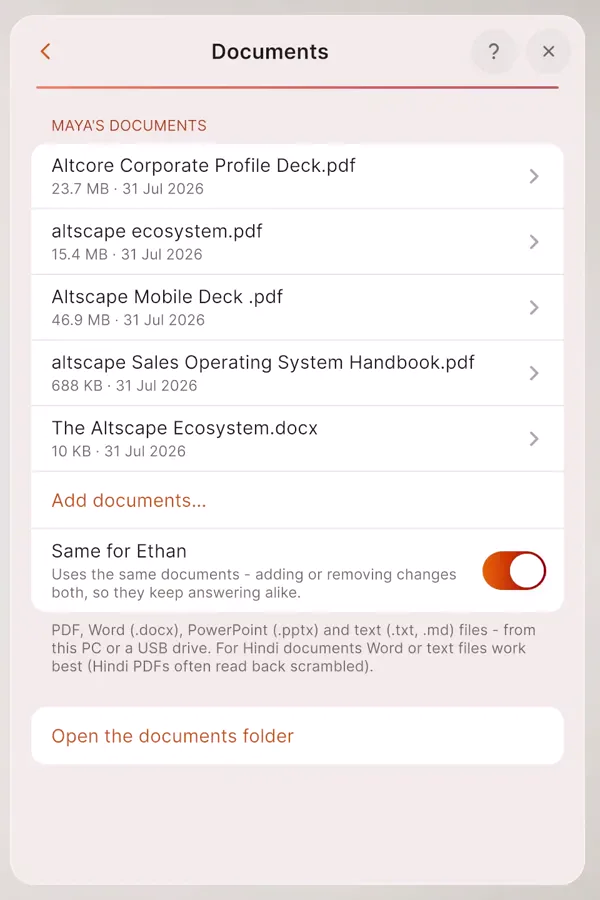 Documents
?
MAYA'S DOCUMENTS
Altcore Corporate Profile Deck.pdf
23.7 MB · 31 Jul 2026
altscape ecosystem.pdf
15.4 MB · 31 Jul 2026
Altscape Mobile Deck .pdf
46.9 MB · 31 Jul 2026
altscape Sales Operating System Handbook.pdf
688 KB · 31 Jul 2026
The Altscape Ecosystem.docx
10 KB · 31 Jul 2026
Add documents...
Same for Ethan
Uses the same documents - adding or removing changes
both, so they keep answering alike.
PDF, Word (.docx), PowerPoint (.pptx) and text (.txt, .md) files - from
this PC or a USB drive. For Hindi documents Word or text files work
best (Hindi PDFs often read back scrambled).
Open the documents folder